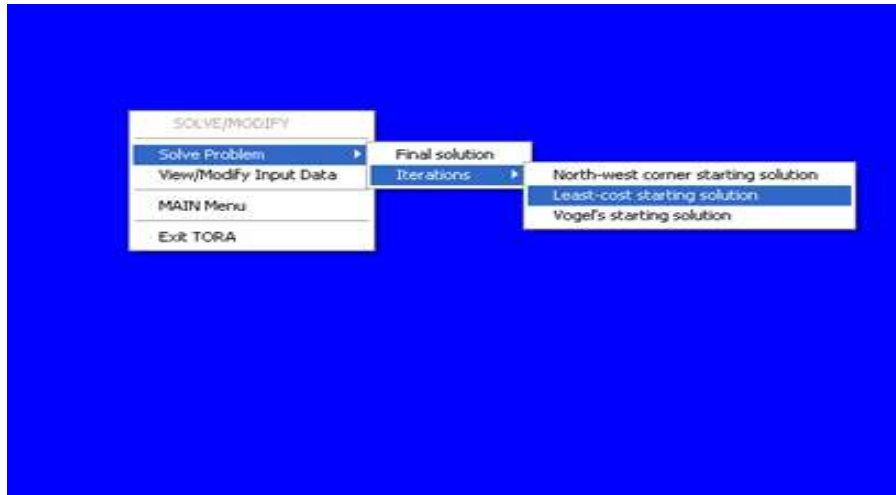 SOLVE/MODIFY
Solve Problem
View/Modify Input Data
MAIN Menu
Exit TORA
Final solution
Iterations
North-west corner starting solution
Least-cost starting solution
Vogel's starting solution